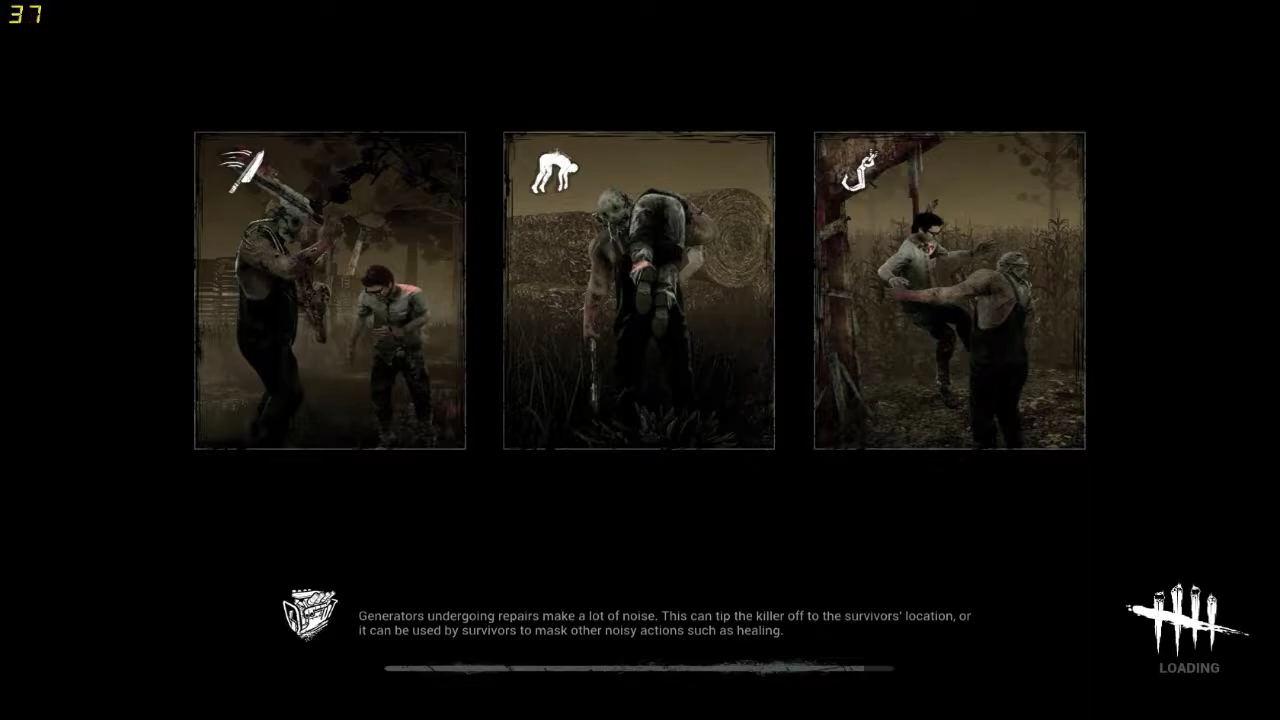 37
Generators undergoing repairs make a lot of noise. This can tip the killer off to the survivors' location, or
it can be used by survivors to mask other noisy actions such as healing.
LOADING